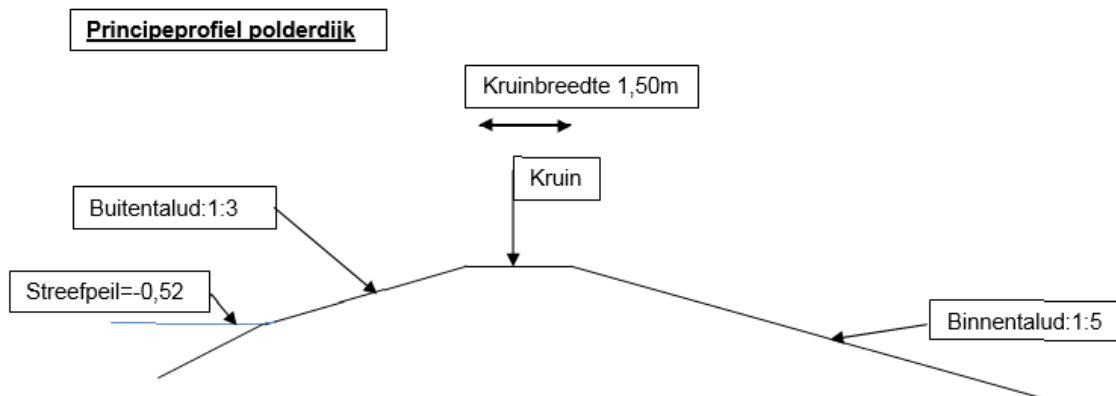 Principeprofiel polderdijk
Kruinbreedte 1,50m
Kruin
Buitentalud:1:3
Streefpeil=-0,52
Binnentalud:1:5